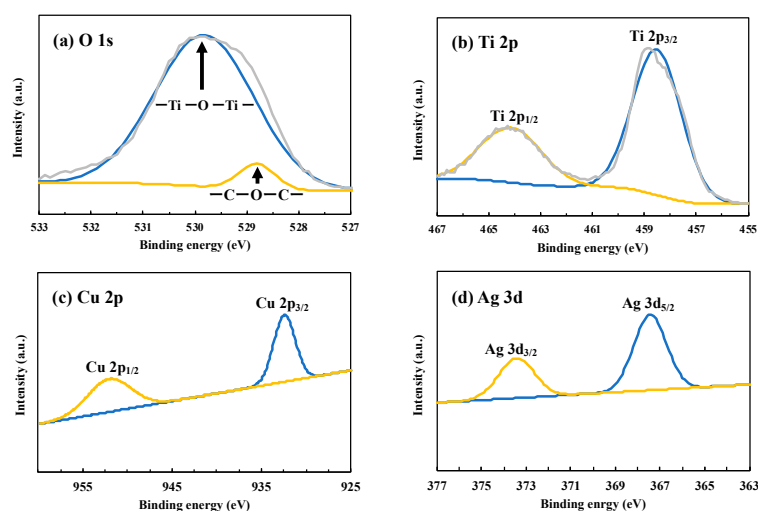 (a) O 1s
Intensity (a.u.)
—Ti—O—Ti—
—C—O—C—
533 532 531 530 529 528 527
Binding energy (eV)
(b) Ti 2p
Intensity (a.u.)
Ti 2p1/2
Ti 2p3/2
467 465 463 461 459 457 455
Binding energy (eV)
(c) Cu 2p
Intensity (a.u.)
Cu 2p1/2
Cu 2p3/2
955 945 935 925
Binding energy (eV)
(d) Ag 3d
Intensity (a.u.)
Ag 3d3/2
Ag 3d5/2
377 375 373 371 369 367 365 363
Binding energy (eV)